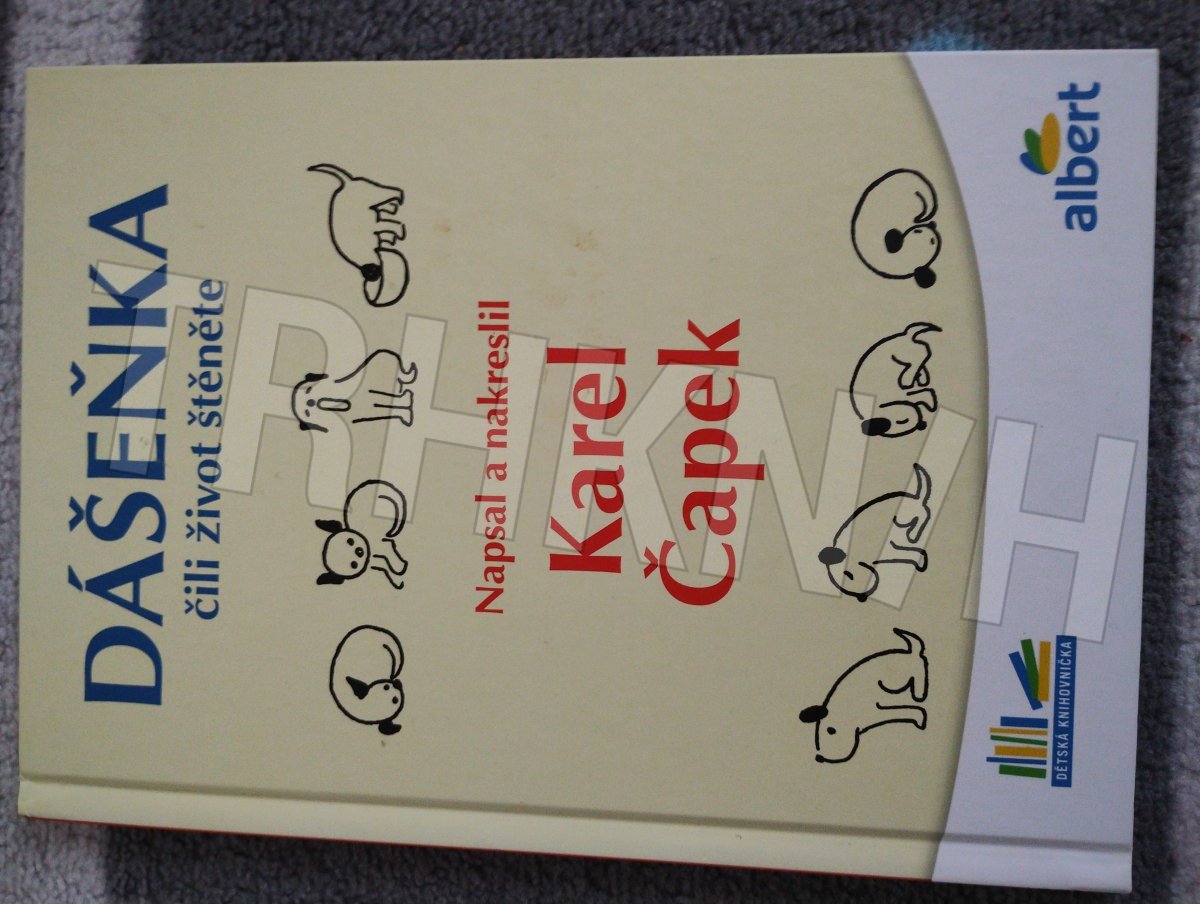 DÁŠEŇKA
čili život štěněte
Napsal a nakreslil
Karel
Čapek
DĚTSKÁ KNIHOVNIČKA
albert
TRHKNIH